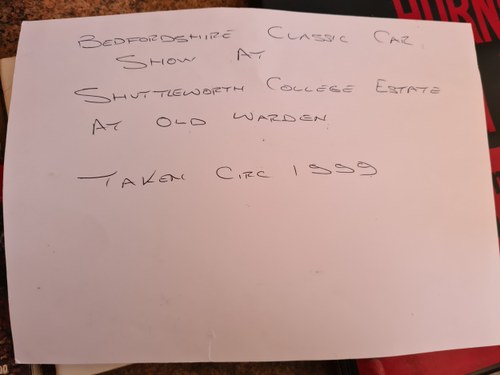 BEDFORDSHIRE CLASSIC CAR
SHOW AT
SHUTTLEWORTH COLLEGE ESTATE
AT OLD WARDEN
TAKEN CIRC 1999